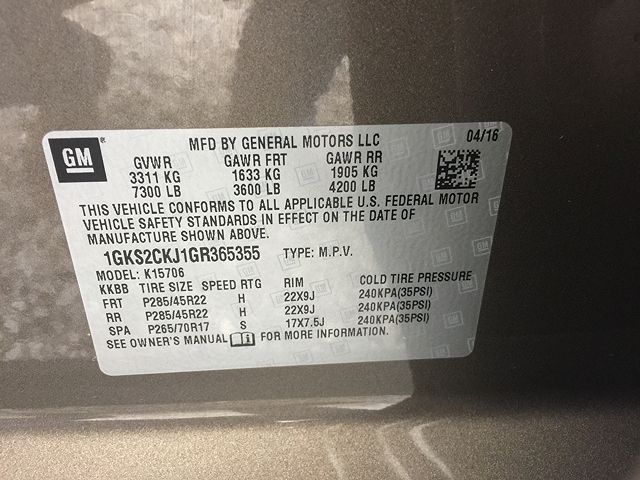 GM ®
MFD BY GENERAL MOTORS LLC 04/16
GVWR GAWR FRT GAWR RR
3311 KG 1633 KG 1905 KG
7300 LB 3600 LB 4200 LB
THIS VEHICLE CONFORMS TO ALL APPLICABLE U.S. FEDERAL MOTOR
VEHICLE SAFETY STANDARDS IN EFFECT ON THE DATE OF
MANUFACTURE SHOWN ABOVE.
1GKS2CKJ1GR365355 TYPE: M.P.V.
MODEL: K15706
KKBB TIRE SIZE SPEED RTG RIM COLD TIRE PRESSURE
FRT P285/45R22 H 22X9J 240KPA(35PSI)
RR P285/45R22 H 22X9J 240KPA(35PSI)
SPA P265/70R17 S 17X7.5J 240KPA(35PSI)
SEE OWNER'S MANUAL FOR MORE INFORMATION.